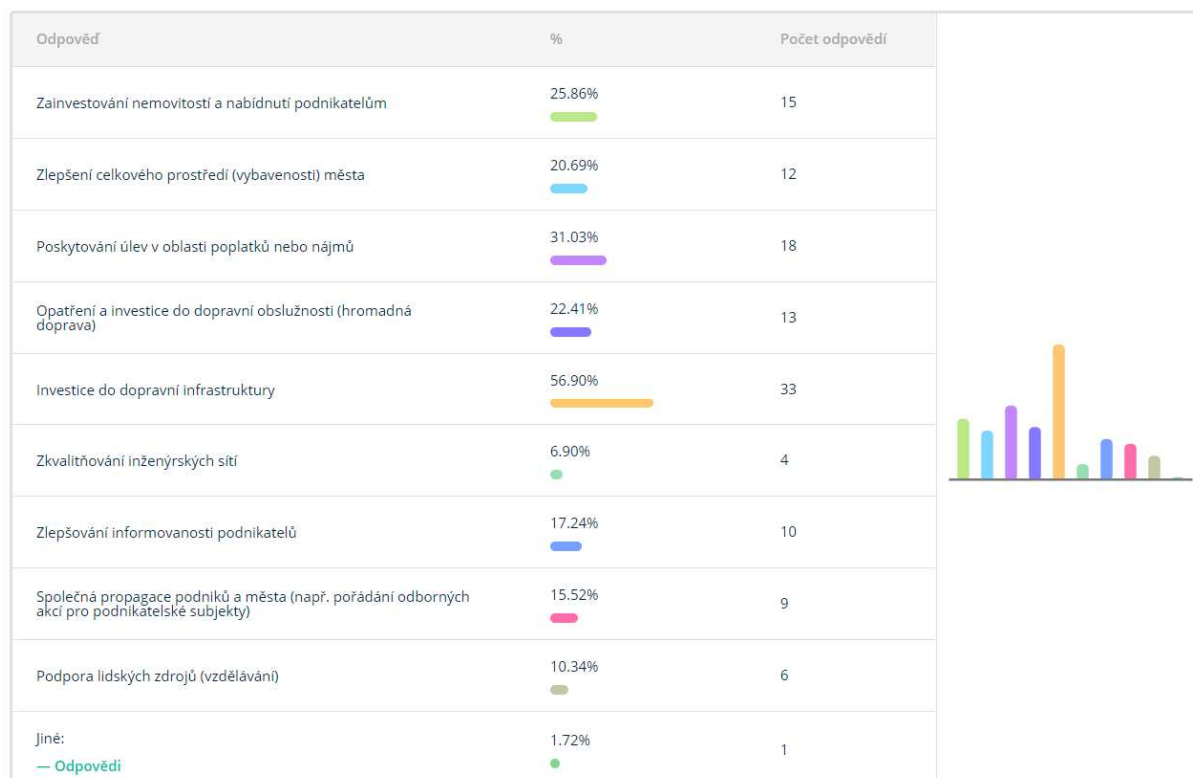 Odpověď % Počet odpovědí
Zainvestování nemovitostí a nabídnutí podnikatelům 25.86% 15
Zlepšení celkového prostředí (vybavenosti) města 20.69% 12
Poskytování úlev v oblasti poplatků nebo nájmů 31.03% 18
Opatření a investice do dopravní obslužnosti (hromadná
doprava) 22.41% 13
Investice do dopravní infrastruktury 56.90% 33
Zkvalitňování inženýrských sítí 6.90% 4
Zlepšování informovanosti podnikatelů 17.24% 10
Společná propagace podniků a města (např. pořádání odborných
akcí pro podnikatelské subjekty) 15.52% 9
Podpora lidských zdrojů (vzdělávání) 10.34% 6
Jiné: 1.72% 1
— Odpovědi